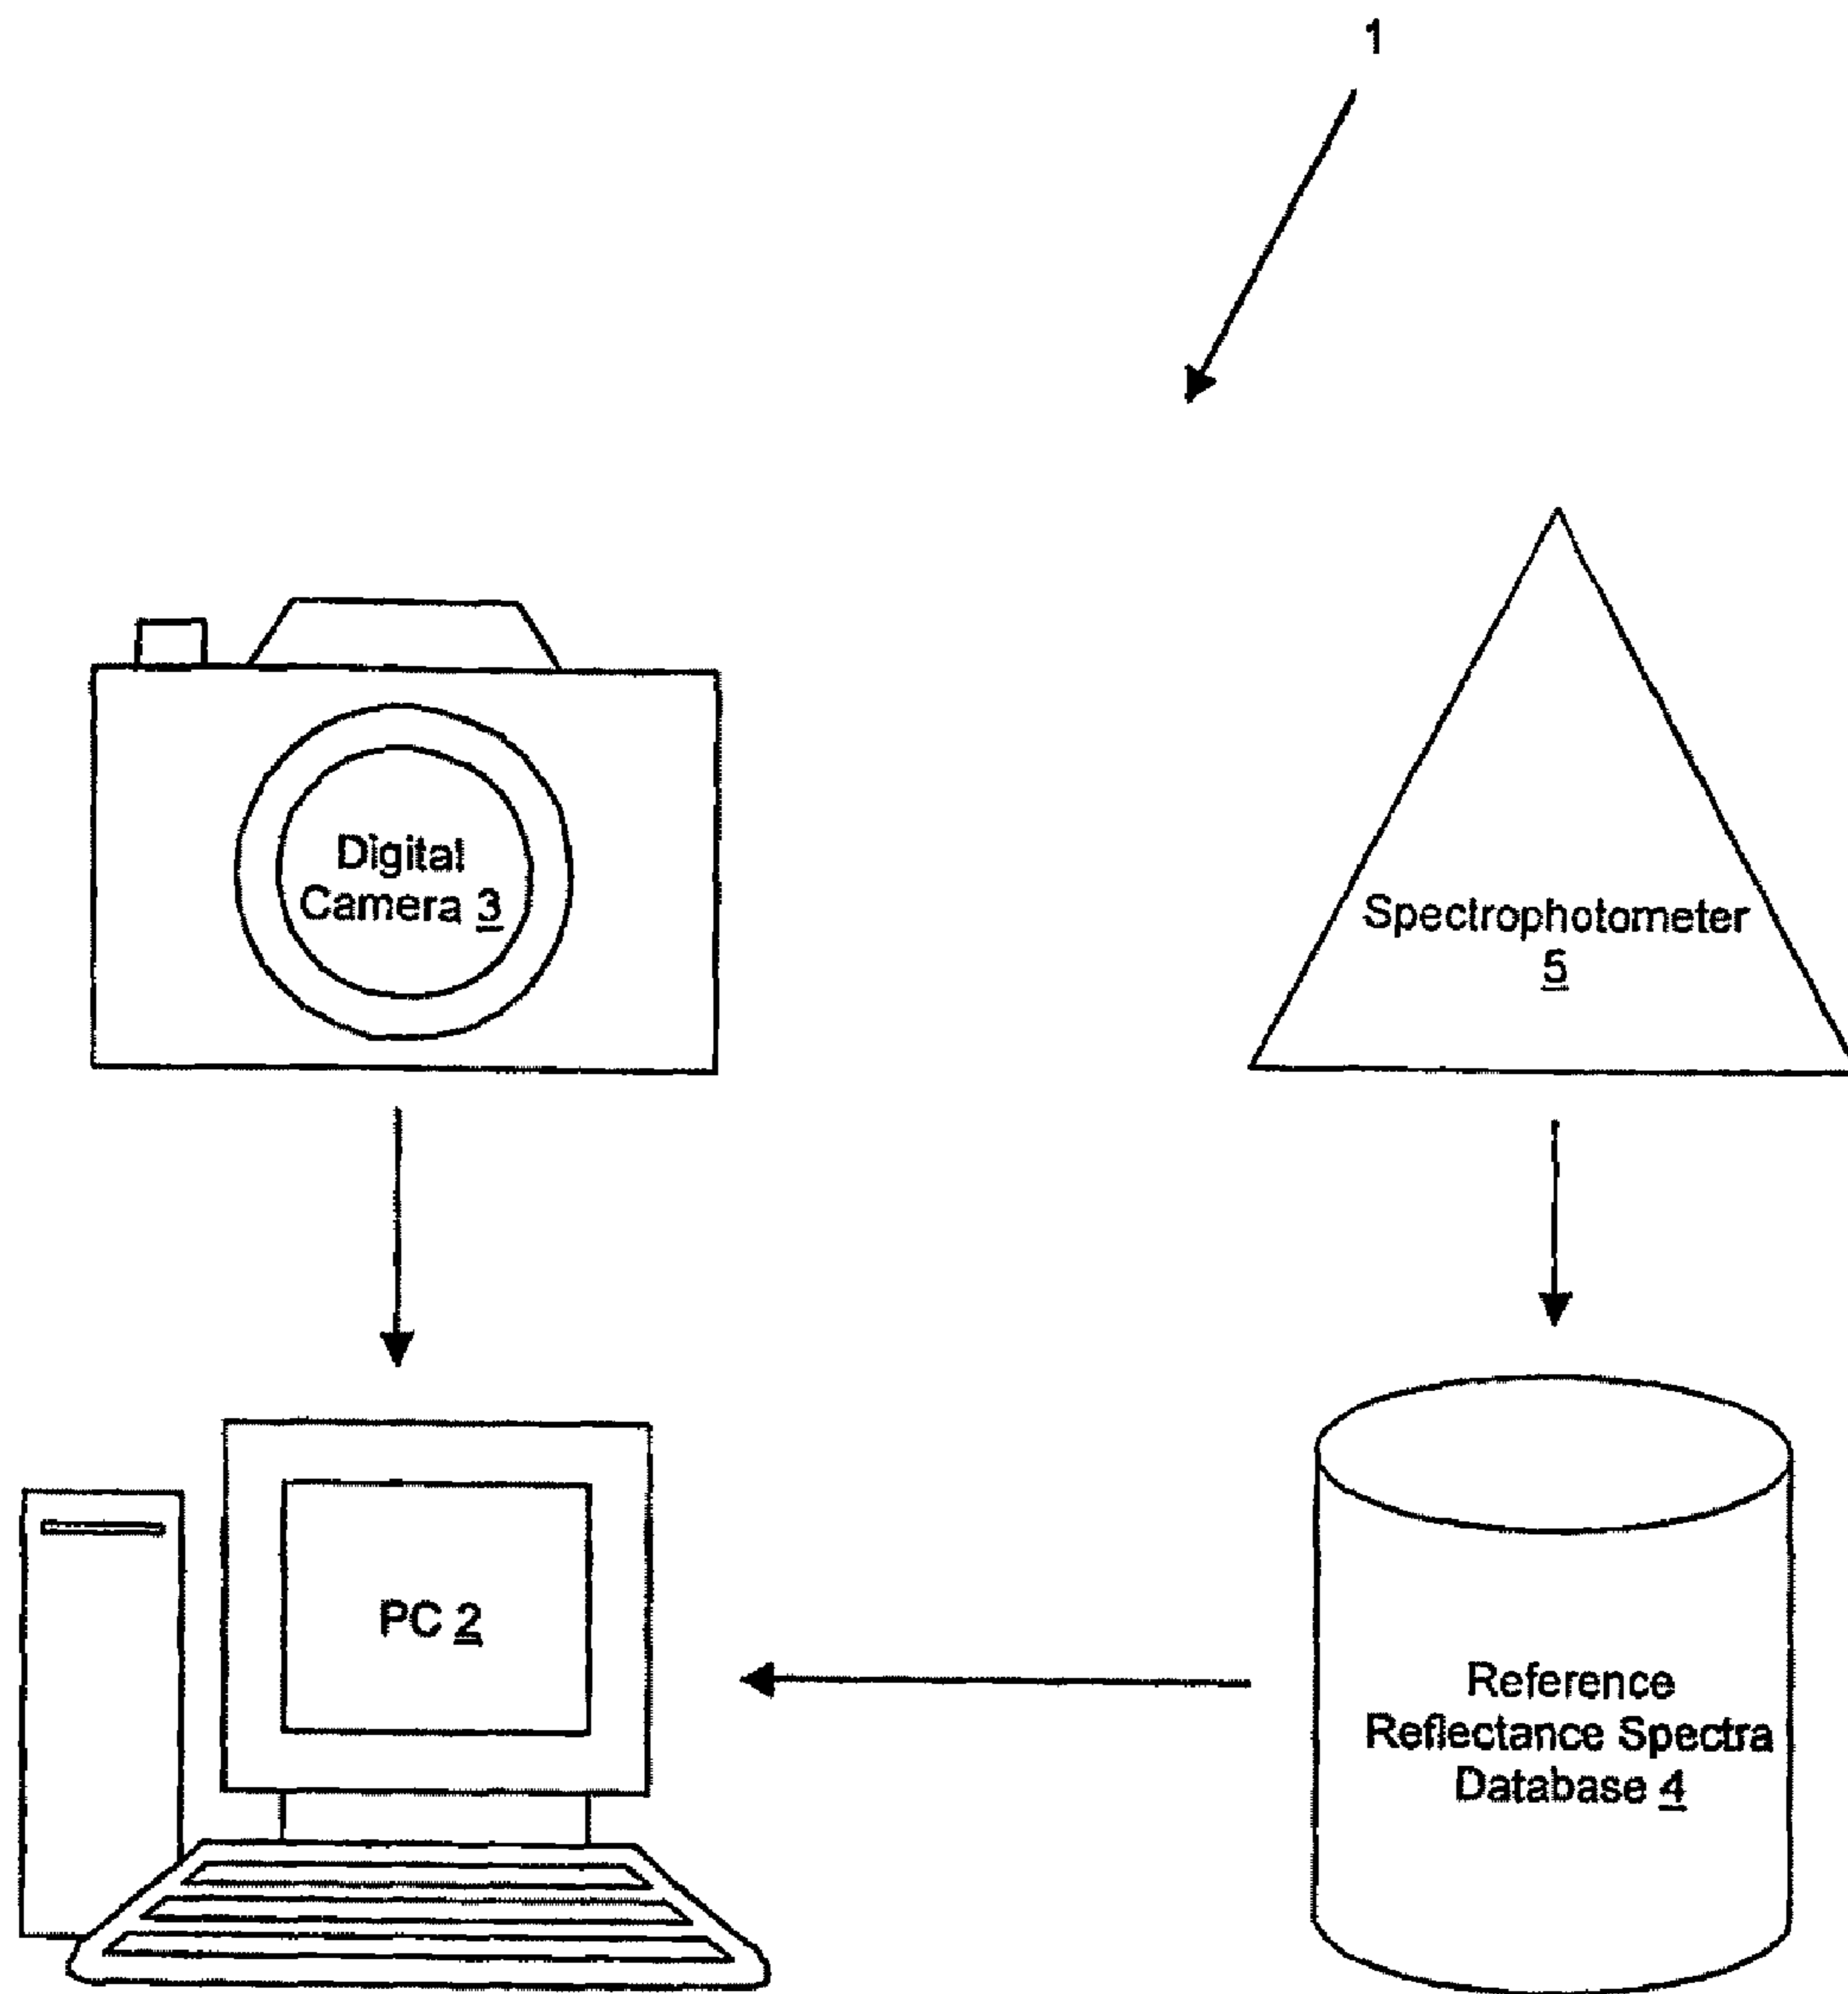 1
Digital
Camera 3
Spectrophotometer
5
PC 2
Reference
Reflectance Spectra
Database 4